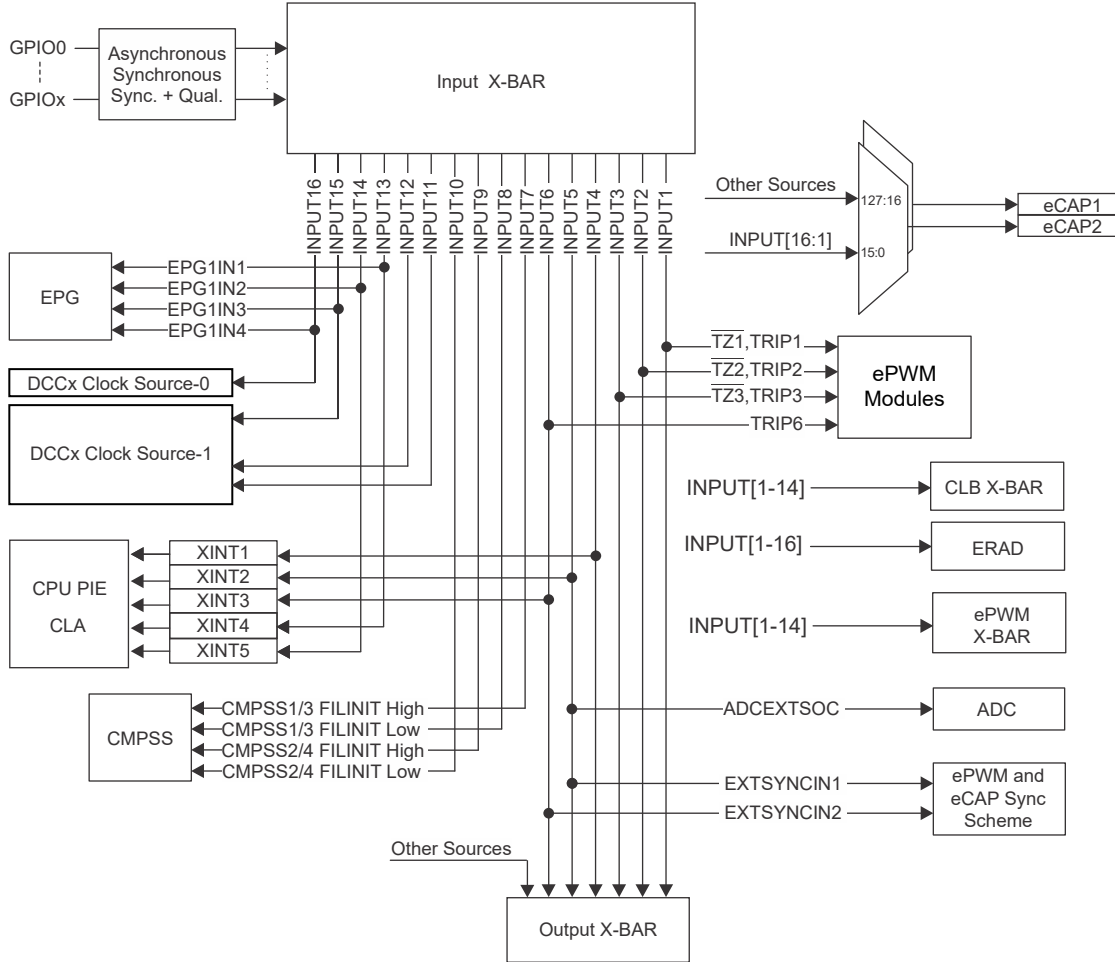 GPIO0
GPIOx
Asynchronous
Synchronous
Sync. + Qual.
Input X-BAR
INPUT16
INPUT15
INPUT14
INPUT13
INPUT12
INPUT11
INPUT10
INPUT9
INPUT8
INPUT7
INPUT6
INPUT5
INPUT4
INPUT3
INPUT2
INPUT1
Other Sources
INPUT[16:1]
127:16
15:0
eCAP1
eCAP2
EPG
EPG1IN1
EPG1IN2
EPG1IN3
EPG1IN4
DCCx Clock Source-0
DCCx Clock Source-1
TZ1,TRIP1
TZ2,TRIP2
TZ3,TRIP3
TRIP6
ePWM
Modules
INPUT[1-14]
CLB X-BAR
INPUT[1-16]
ERAD
INPUT[1-14]
ePWM
X-BAR
CPU PIE
CLA
XINT1
XINT2
XINT3
XINT4
XINT5
CMPSS
CMPSS1/3 FILINIT High
CMPSS1/3 FILINIT Low
CMPSS2/4 FILINIT High
CMPSS2/4 FILINIT Low
ADCEXTSOC
ADC
EXTSYNCIN1
EXTSYNCIN2
ePWM and
eCAP Sync
Scheme
Other Sources
Output X-BAR